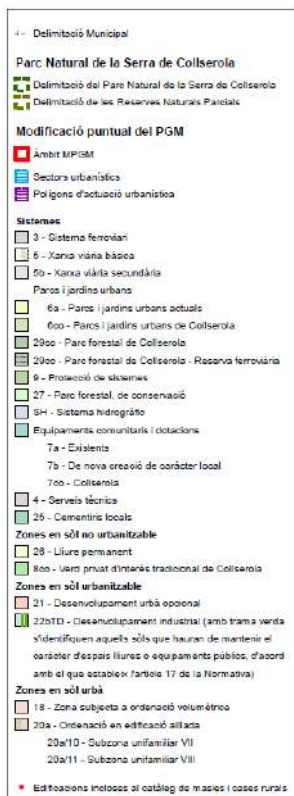 Delimitació Municipal
Parc Natural de la Serra de Collserola
Delimitació del Parc Natural de la Serra de Collserola
Delimitació de les Reserves Naturals Parcials
Modificació puntual del PGM
Àmbit MPGM
Sectors urbanístics
Polígons d'actuació urbanística
Sistemes
3 - Sistema ferroviari
5 - Xarxa viària bàsica
5b - Xarxa viària secundària
Parcs i jardins urbans
6a - Parcs i jardins urbans actuals
6co - Parcs i jardins urbans de Collserola
29co - Parc forestal de Collserola
29co - Parc forestal de Collserola - Reserva ferroviària
9 - Protecció de sistemes
27 - Parc forestal, de conservació
SH - Sistema hidrogràfic
Equipaments comunitaris i dotacions
7a - Existents
7b - De nova creació de caràcter local
7co - Collserola
4 - Serveis tècnics
25 - Cementiris locals
Zones en sòl no urbanitzable
26 - Lliure permanent
8co - Verd privat d'interès tradicional de Collserola
Zones en sòl urbanitzable
21 - Desenvolupament urbà opcional
22bTD - Desenvolupament industrial (amb trama verda
s'identifiquen aquells sòls que hauran de mantenir el
caràcter d'espais lliures o equipaments públics, d'acord
amb el que estableix l'article 17 de la Normativa)
Zones en sòl urbà
18 - Zona subjecta a ordenació volumètrica
20a - Ordenació en edificació aïllada
20a/10 - Subzona unifamiliar VII
20a/11 - Subzona unifamiliar VIII
Edificacions incloses al catàleg de masies i cases rurals